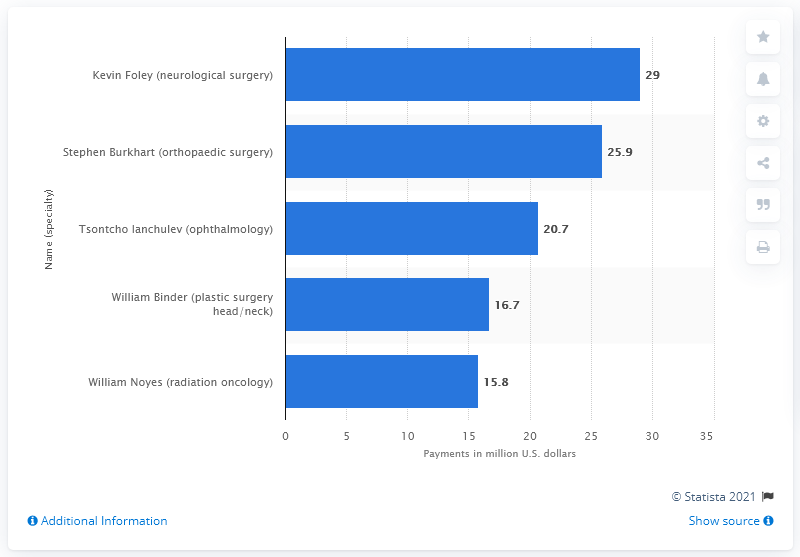 Name (specialty)
Kevin Foley (neurological surgery)
29
Stephen Burkhart (orthopaedic surgery)
25.9
Tsontcho Ianchulev (ophthalmology)
20.7
William Binder (plastic surgery
head/neck)
16.7
William Noyes (radiation oncology)
15.8
0 5 10 15 20 25 30 35
Payments in million U.S. dollars
© Statista 2021
Additional Information
Show source